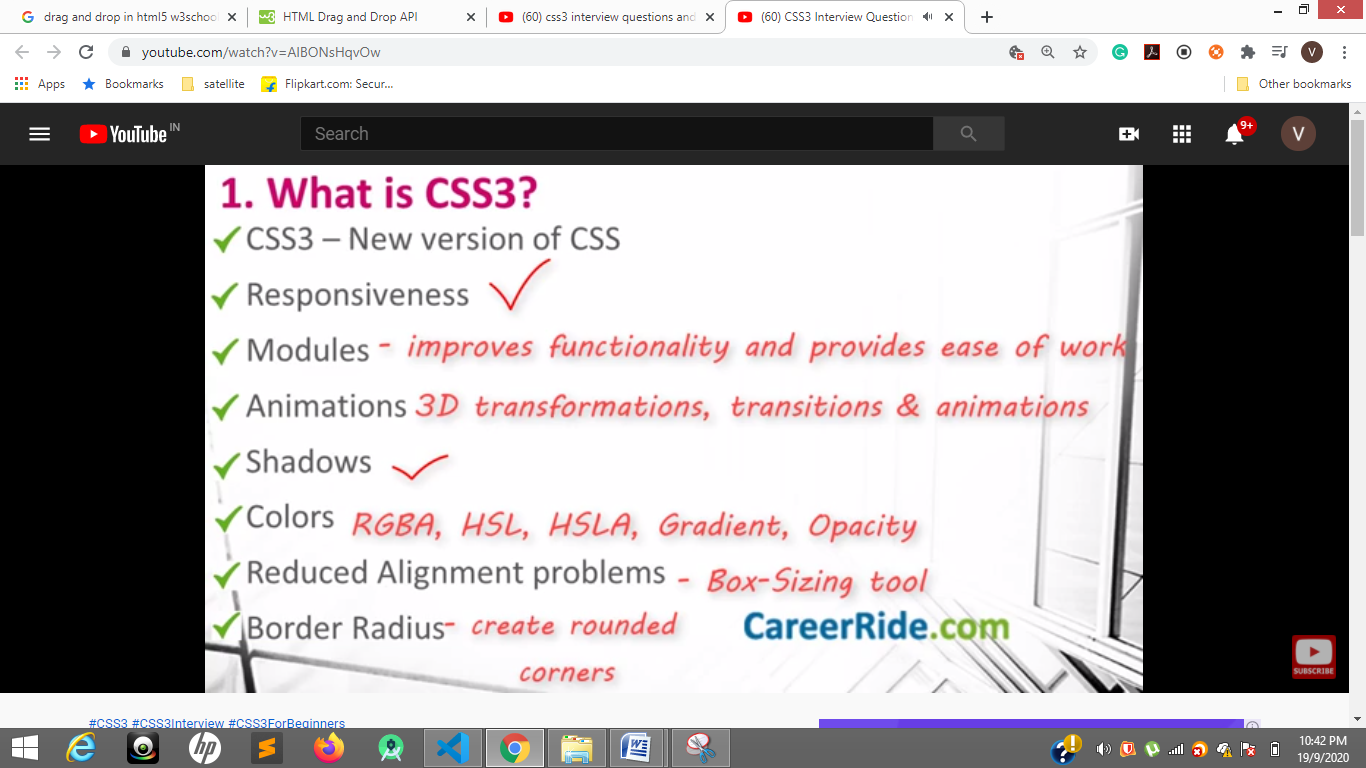 drag and drop in html5 w3school
HTML Drag and Drop API
(60) css3 interview questions and
(60) CSS3 Interview Question
youtube.com/watch?v=AIBONsHqvOw
V
Apps
Bookmarks
satellite
Flipkart.com: Secur...
Other bookmarks
YouTube IN
Search
9+
V
1. What is CSS3?
CSS3 – New version of CSS
Responsiveness
Modules - improves functionality and provides ease of work
Animations 3D transformations, transitions & animations
Shadows
Colors RGBA, HSL, HSLA, Gradient, Opacity
Reduced Alignment problems - Box-Sizing tool
Border Radius - create rounded
corners
CareerRide.com
SUBSCRIBE
#CSS3 #CSS3Interview #CSS3ForBeginners
hp
10:42 PM
19/9/2020